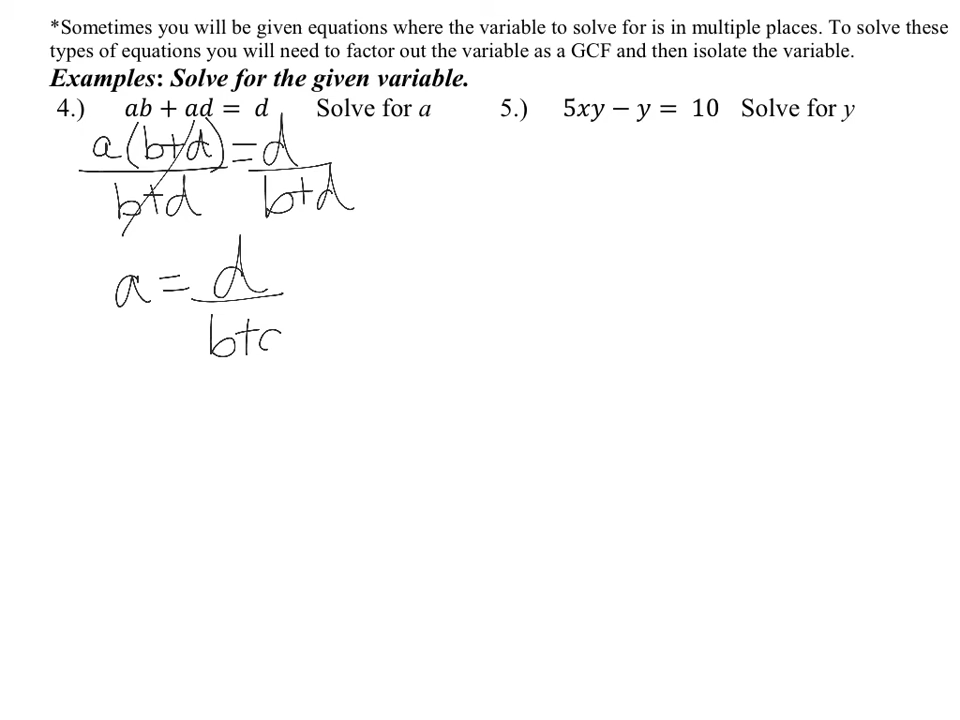 *Sometimes you will be given equations where the variable to solve for is in multiple places. To solve these
types of equations you will need to factor out the variable as a GCF and then isolate the variable.
Examples: Solve for the given variable.
4.) ab + ad = d Solve for a
a(b+d) = d
b+d b+d
a = d
b+c
5.) 5xy − y = 10 Solve for y